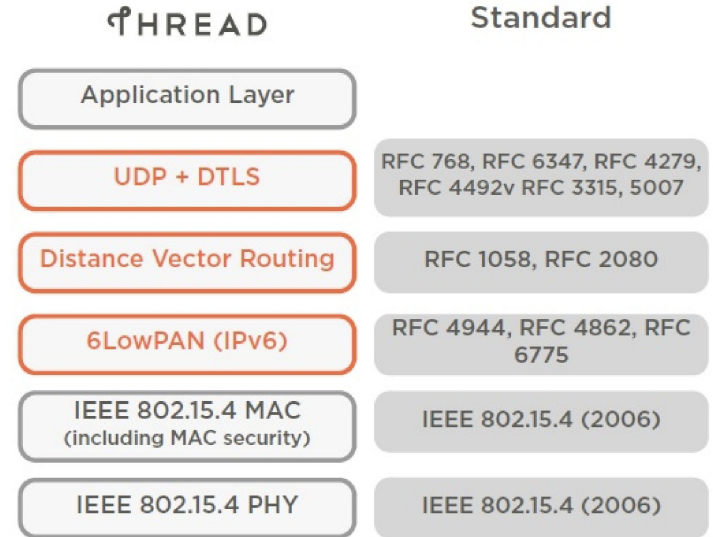 THREAD
Standard
Application Layer
UDP + DTLS
RFC 768, RFC 6347, RFC 4279,
RFC 4492v RFC 3315, 5007
Distance Vector Routing
RFC 1058, RFC 2080
6LowPAN (IPv6)
RFC 4944, RFC 4862, RFC
6775
IEEE 802.15.4 MAC
(including MAC security)
IEEE 802.15.4 (2006)
IEEE 802.15.4 PHY
IEEE 802.15.4 (2006)